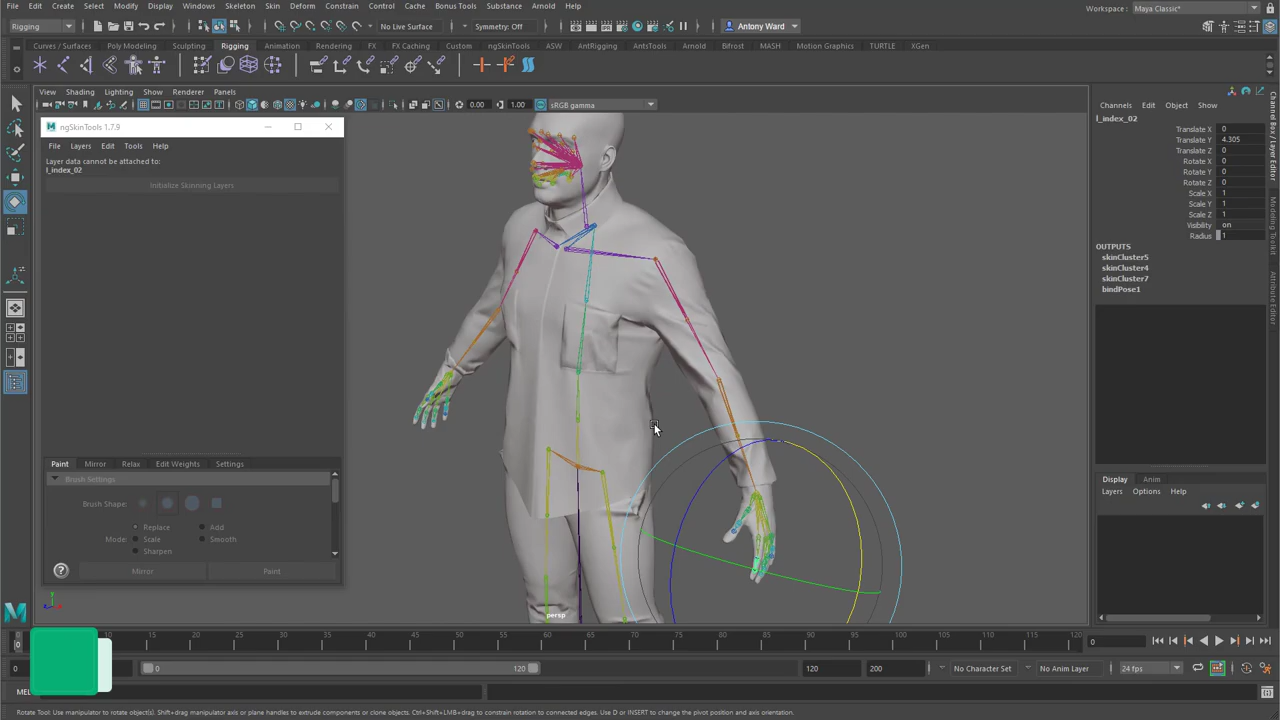 File Edit Create Select Modify Display Windows Skeleton Skin Deform Constrain Control Cache Bonus Tools Substance Arnold Help
Workspace : Maya Classic*
Rigging No Live Surface Symmetry: Off Antony Ward
Curves / Surfaces Poly Modeling Sculpting Rigging Animation Rendering FX FX Caching Custom ngSkinTools ASW AntRigging AntsTools Arnold Bifrost MASH Motion Graphics TURTLE XGen
View Shading Lighting Show Renderer Panels
0.00 1.00 sRGB gamma
Channels Edit Object Show
ngSkinTools 1.7.9
File Layers Edit Tools Help
Layer data cannot be attached to:
l_index_02
Initialize Skinning Layers
Paint Mirror Relax Edit Weights Settings
Brush Settings
Brush Shape:
Replace Add
Mode: Scale Smooth
Sharpen
Mirror Paint
persp
l_index_02
Translate X 0
Translate Y 4.305
Translate Z 0
Rotate X 0
Rotate Y 0
Rotate Z 0
Scale X 1
Scale Y 1
Scale Z 1
Visibility on
Radius 1
OUTPUTS
skinCluster5
skinCluster4
skinCluster7
bindPose1
Display Anim
Layers Options Help
Channel Box / Layer Editor
Modeling Toolkit
Attribute Editor
0 10 15 20 25 30 35 40 45 50 55 60 65 70 75 80 85 90 95 100 105 110 115 120
0 0
0 0 120 120 200 No Character Set No Anim Layer 24 fps
MEL
Rotate Tool: Use manipulator to rotate object(s). Shift+drag manipulator axis or plane handles to extrude components or clone objects. Ctrl+Shift+LMB+drag to constrain rotation to connected edges. Use D or INSERT to change the pivot position and axis orientation.